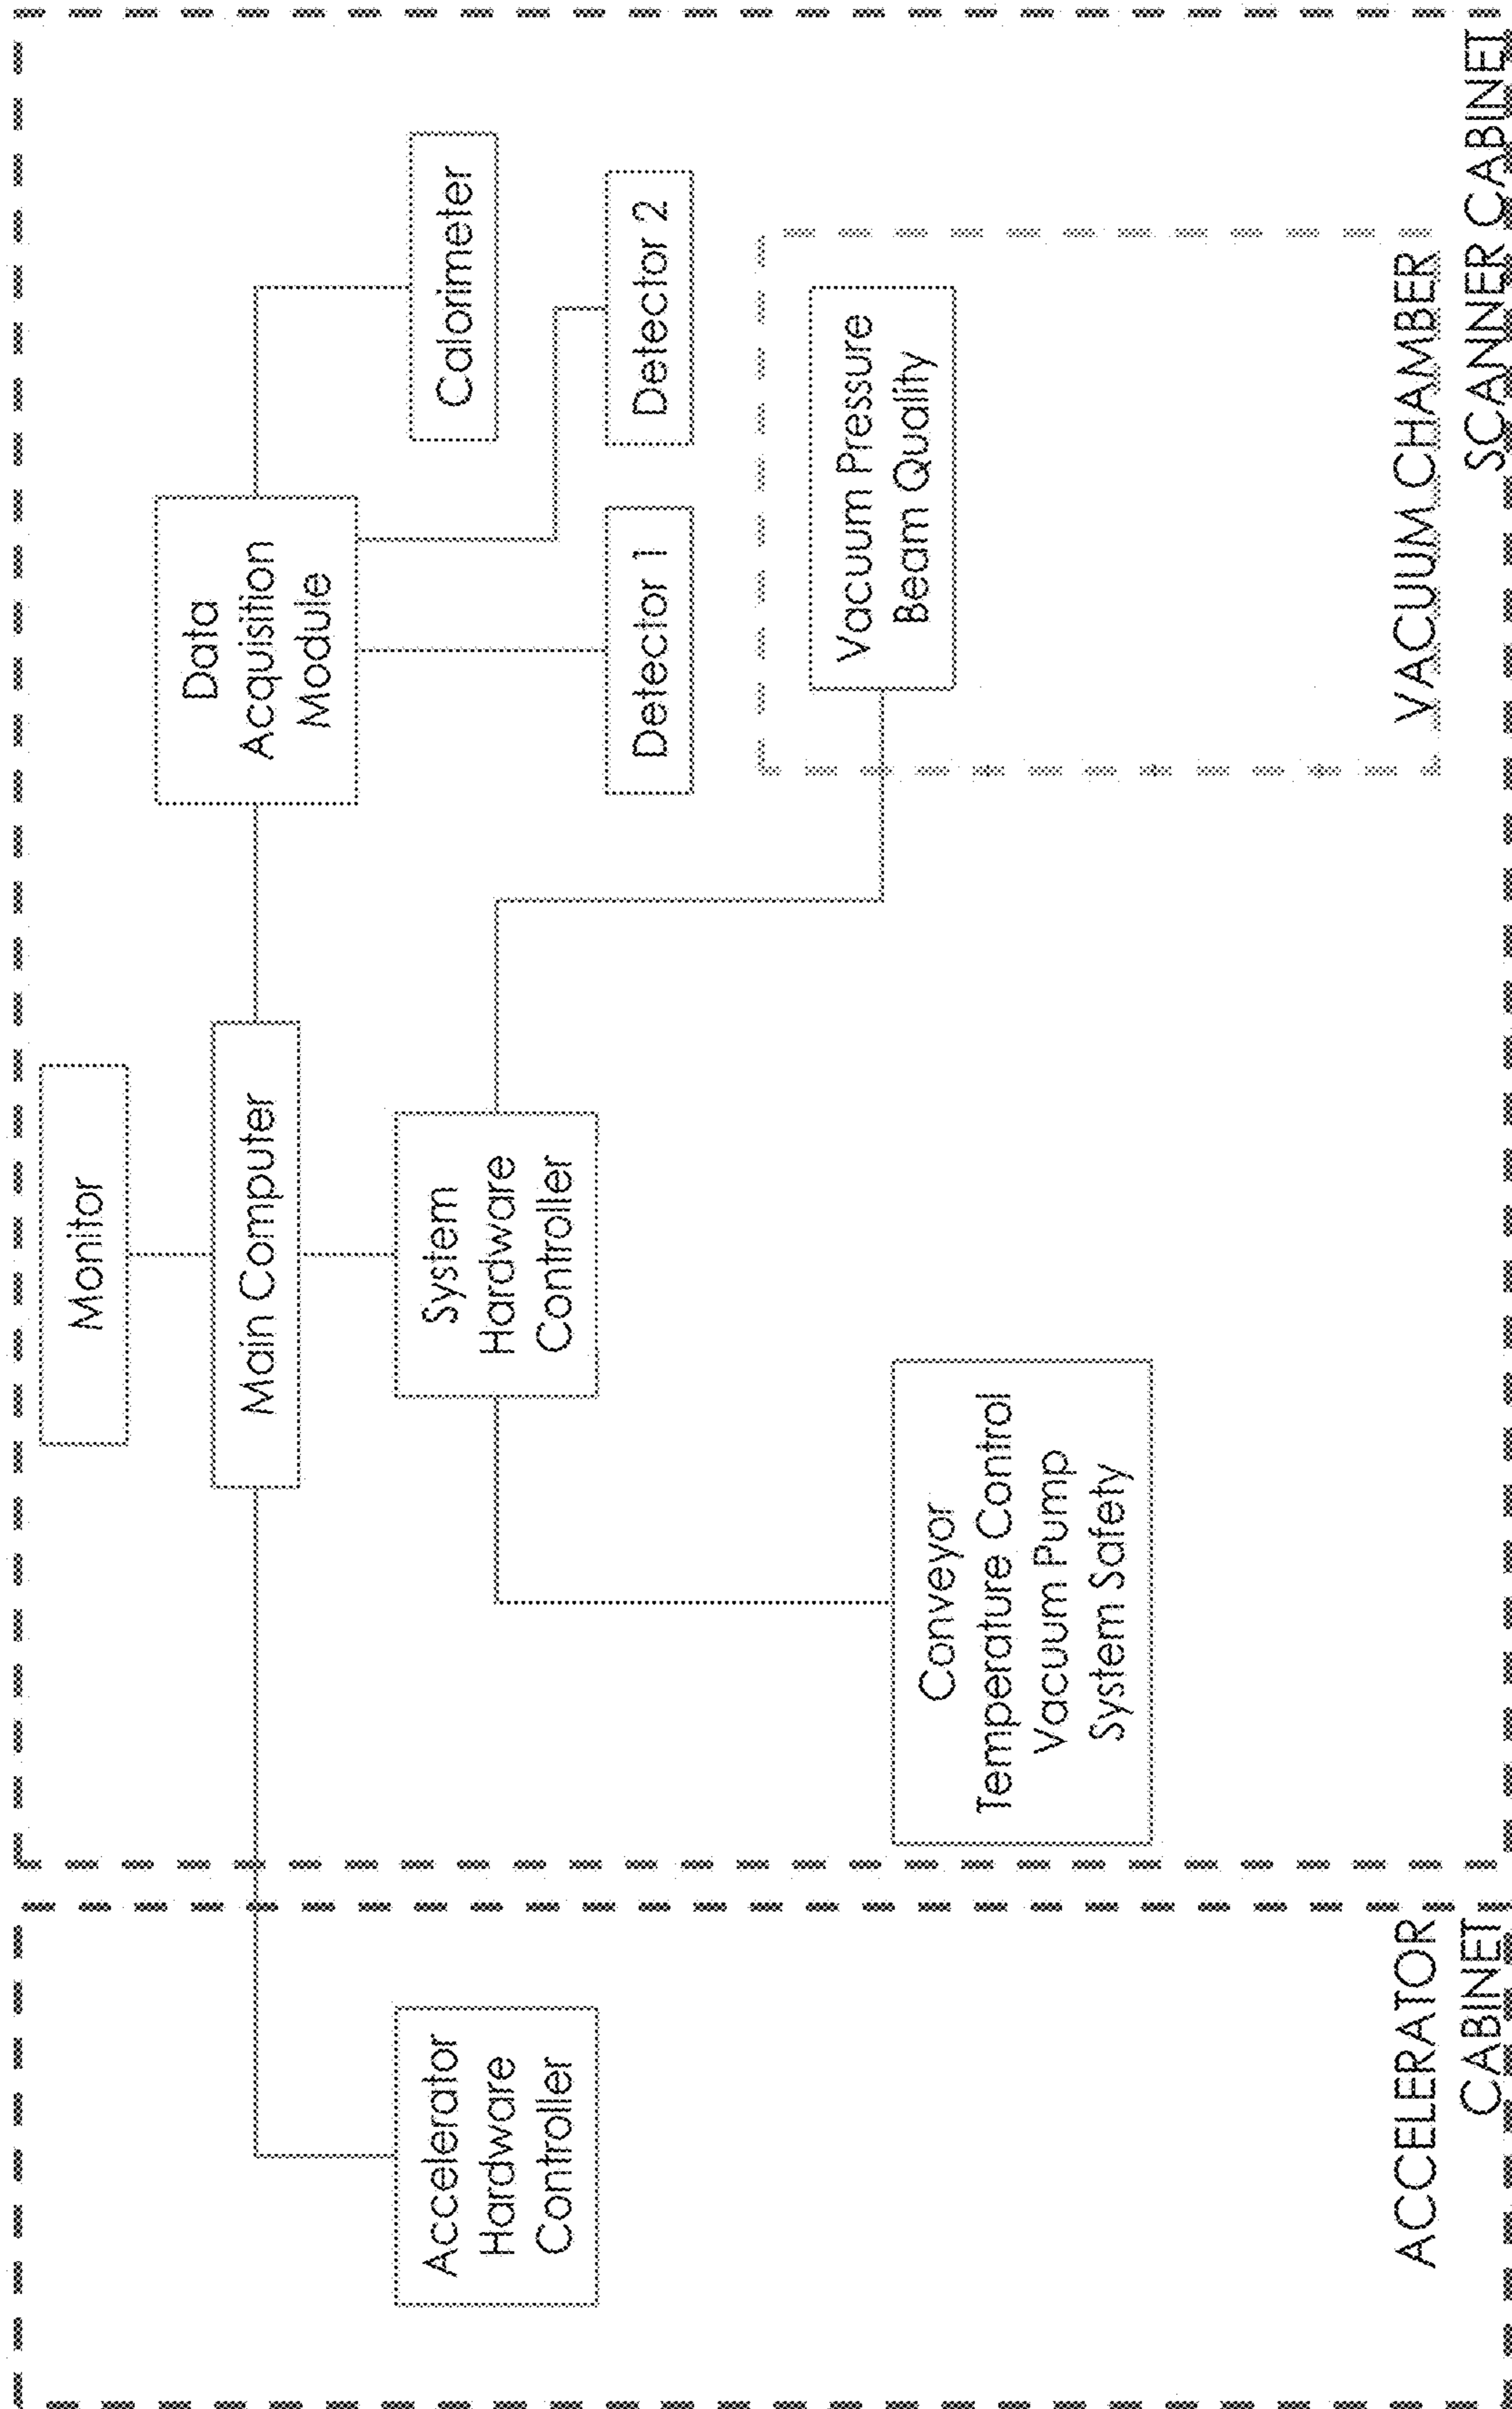 Monitor
Main Computer
Data
Acquisition
Module
Calorimeter
Accelerator
Hardware
Controller
System
Hardware
Controller
Detector 1
Detector 2
Conveyor
Temperature Control
Vacuum Pump
System Safety
Vacuum Pressure
Beam Quality
ACCELERATOR
CABINET
VACUUM CHAMBER
SCANNER CABINET